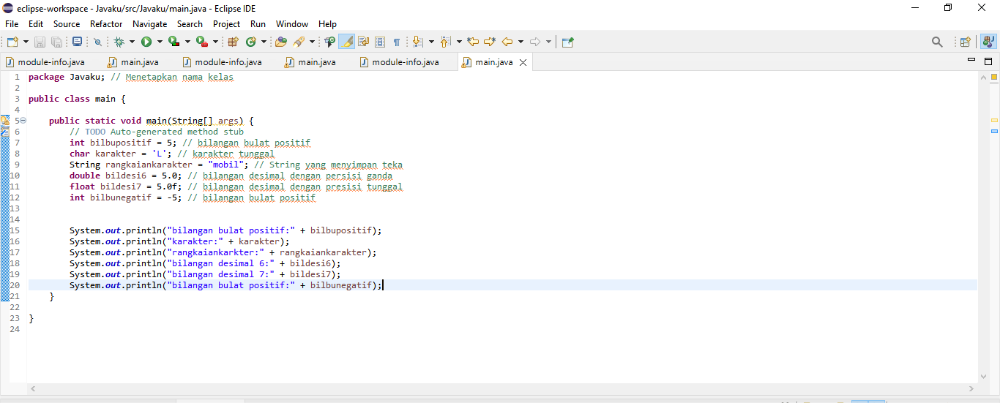 eclipse-workspace - Javaku/src/Javaku/main.java - Eclipse IDE
File Edit Source Refactor Navigate Search Project Run Window Help
module-info.java main.java module-info.java main.java module-info.java main.java
1 package Javaku; // Menetapkan nama kelas
2
3 public class main {
4
5 public static void main(String[] args) {
6 // TODO Auto-generated method stub
7 int bilbupositif = 5; // bilangan bulat positif
8 char karakter = 'L'; // karakter tunggal
9 String rangkaiankarakter = "mobil"; // String yang menyimpan teka
10 double bildesi6 = 5.0; // bilangan desimal dengan persisi ganda
11 float bildesi7 = 5.0f; // bilangan desimal dengan presisi tunggal
12 int bilbunegatif = -5; // bilangan bulat positif
13
14
15 System.out.println("bilangan bulat positif:" + bilbupositif);
16 System.out.println("karakter:" + karakter);
17 System.out.println("rangkaiankarkter:" + rangkaiankarakter);
18 System.out.println("bilangan desimal 6:" + bildesi6);
19 System.out.println("bilangan desimal 7:" + bildesi7);
20 System.out.println("bilangan bulat positif:" + bilbunegatif);
21 }
22
23 }
24